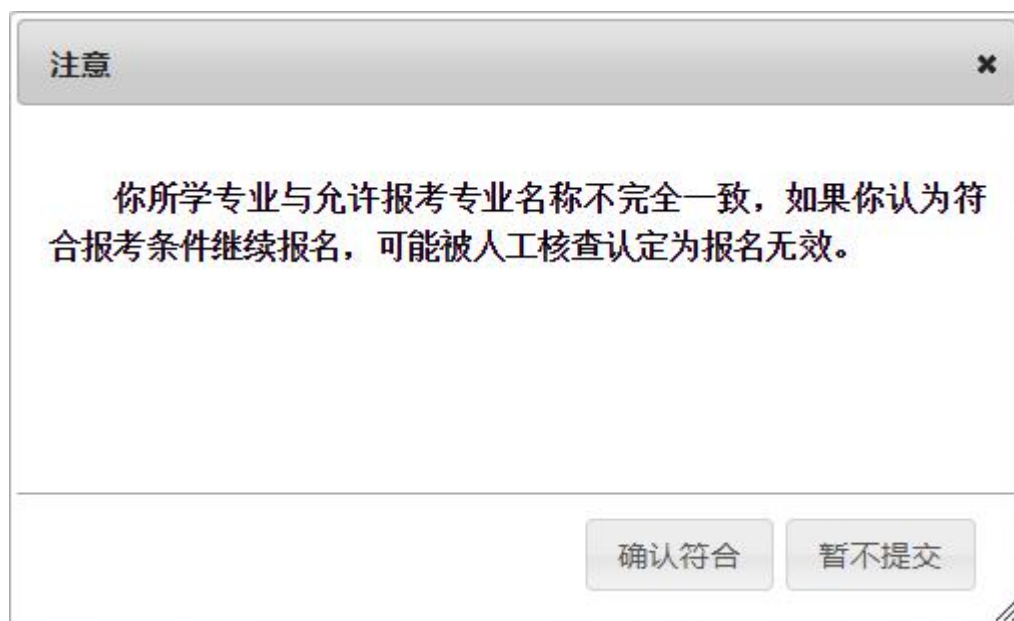 注意
你所学专业与允许报考专业名称不完全一致，如果你认为符
合报考条件继续报名，可能被人工核查认定为报名无效。
确认符合 暂不提交